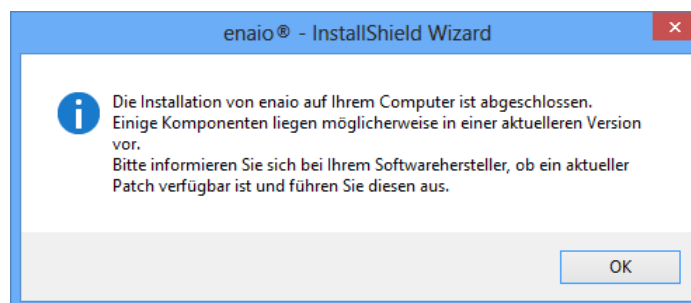 enaio® - InstallShield Wizard
Die Installation von enaio auf Ihrem Computer ist abgeschlossen.
Einige Komponenten liegen möglicherweise in einer aktuelleren Version
vor.
Bitte informieren Sie sich bei Ihrem Softwarehersteller, ob ein aktueller
Patch verfügbar ist und führen Sie diesen aus.
OK